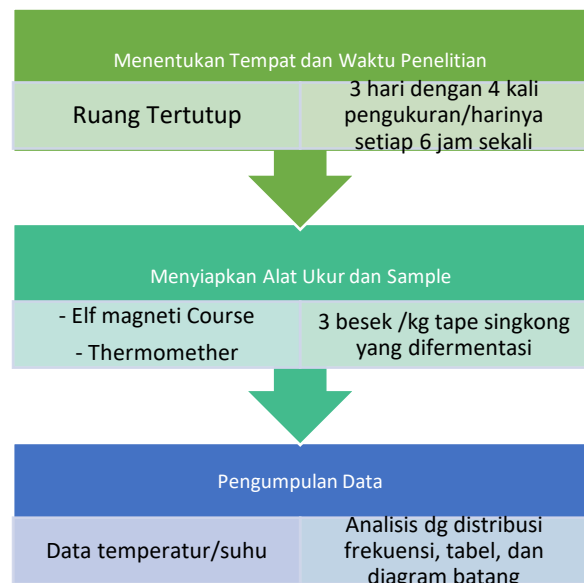 Menentukan Tempat dan Waktu Penelitian
Ruang Tertutup
3 hari dengan 4 kali
pengukuran/harinya
setiap 6 jam sekali
Menyiapkan Alat Ukur dan Sample
- Elf magneti Course
- Thermomether
3 besek /kg tape singkong
yang difermentasi
Pengumpulan Data
Data temperatur/suhu
Analisis dg distribusi
frekuensi, tabel, dan
diagram batang